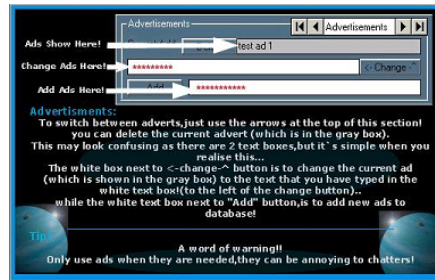 Advertisements
Advertisements
Ads Show Here!
test ad 1
Change Ads Here!
*********
<- Change -^
Add Ads Here!
Add
***********
Advertisments:
To switch between adverts,just use the arrows at the top of this section!
you can delete the current advert (which is in the gray box).
This may look confusing as there are 2 text boxes,but it`s simple when you
realise this...
The white box next to <-change-^ button is to change the current ad
(which is shown in the gray box) to the text that you have typed in the
white text box!(to the left of the change button)..
while the white text box next to "Add" button,is to add new ads to
database!
Tip
A word of warning!!
Only use ads when they are needed,they can be annoying to chatters!